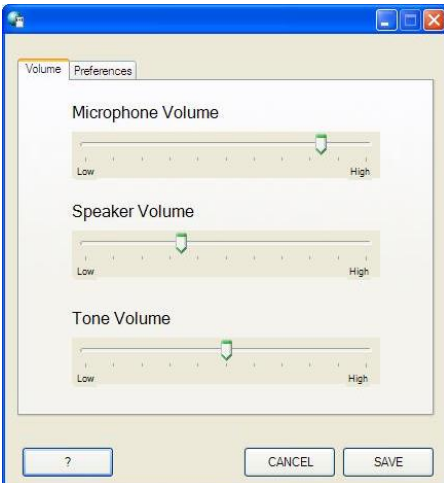 Volume Preferences
Microphone Volume
Low High
Speaker Volume
Low High
Tone Volume
Low High
? CANCEL SAVE